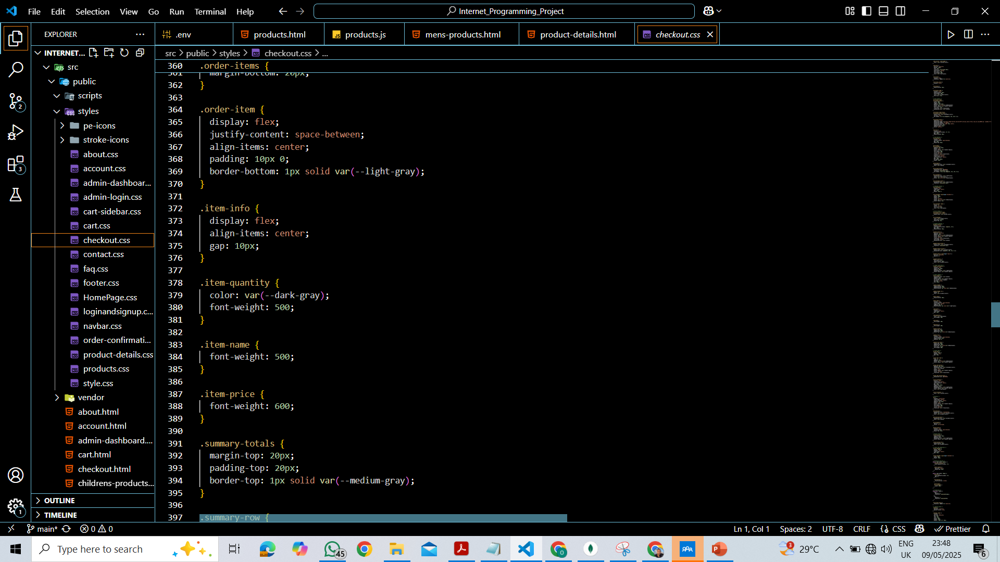 File Edit Selection View Go Run Terminal Help
Internet_Programming_Project
EXPLORER
.env
products.html
products.js
mens-products.html
product-details.html
checkout.css
INTERNET...
src > public > styles > checkout.css > ...
src
public
scripts
styles
pe-icons
stroke-icons
about.css
account.css
admin-dashboar...
admin-login.css
cart-sidebar.css
cart.css
checkout.css
contact.css
faq.css
footer.css
HomePage.css
loginandsignup.c...
navbar.css
order-confirmati...
product-details.css
products.css
style.css
vendor
about.html
account.html
admin-dashboard....
cart.html
checkout.html
childrens-products...
OUTLINE
TIMELINE
2
3
1
360 .order-items {
361 margin-bottom: 20px;
362 }
363
364 .order-item {
365 display: flex;
366 justify-content: space-between;
367 align-items: center;
368 padding: 10px 0;
369 border-bottom: 1px solid var(--light-gray);
370 }
371
372 .item-info {
373 display: flex;
374 align-items: center;
375 gap: 10px;
376 }
377
378 .item-quantity {
379 color: var(--dark-gray);
380 font-weight: 500;
381 }
382
383 .item-name {
384 font-weight: 500;
385 }
386
387 .item-price {
388 font-weight: 600;
389 }
390
391 .summary-totals {
392 margin-top: 20px;
393 padding-top: 20px;
394 border-top: 1px solid var(--medium-gray);
395 }
396
397 .summary-row {
main* 0 0
Ln 1, Col 1 Spaces: 2 UTF-8 CRLF {} CSS Prettier
Type here to search
45
3
29°C
ENG
UK
23:48
09/05/2025
6